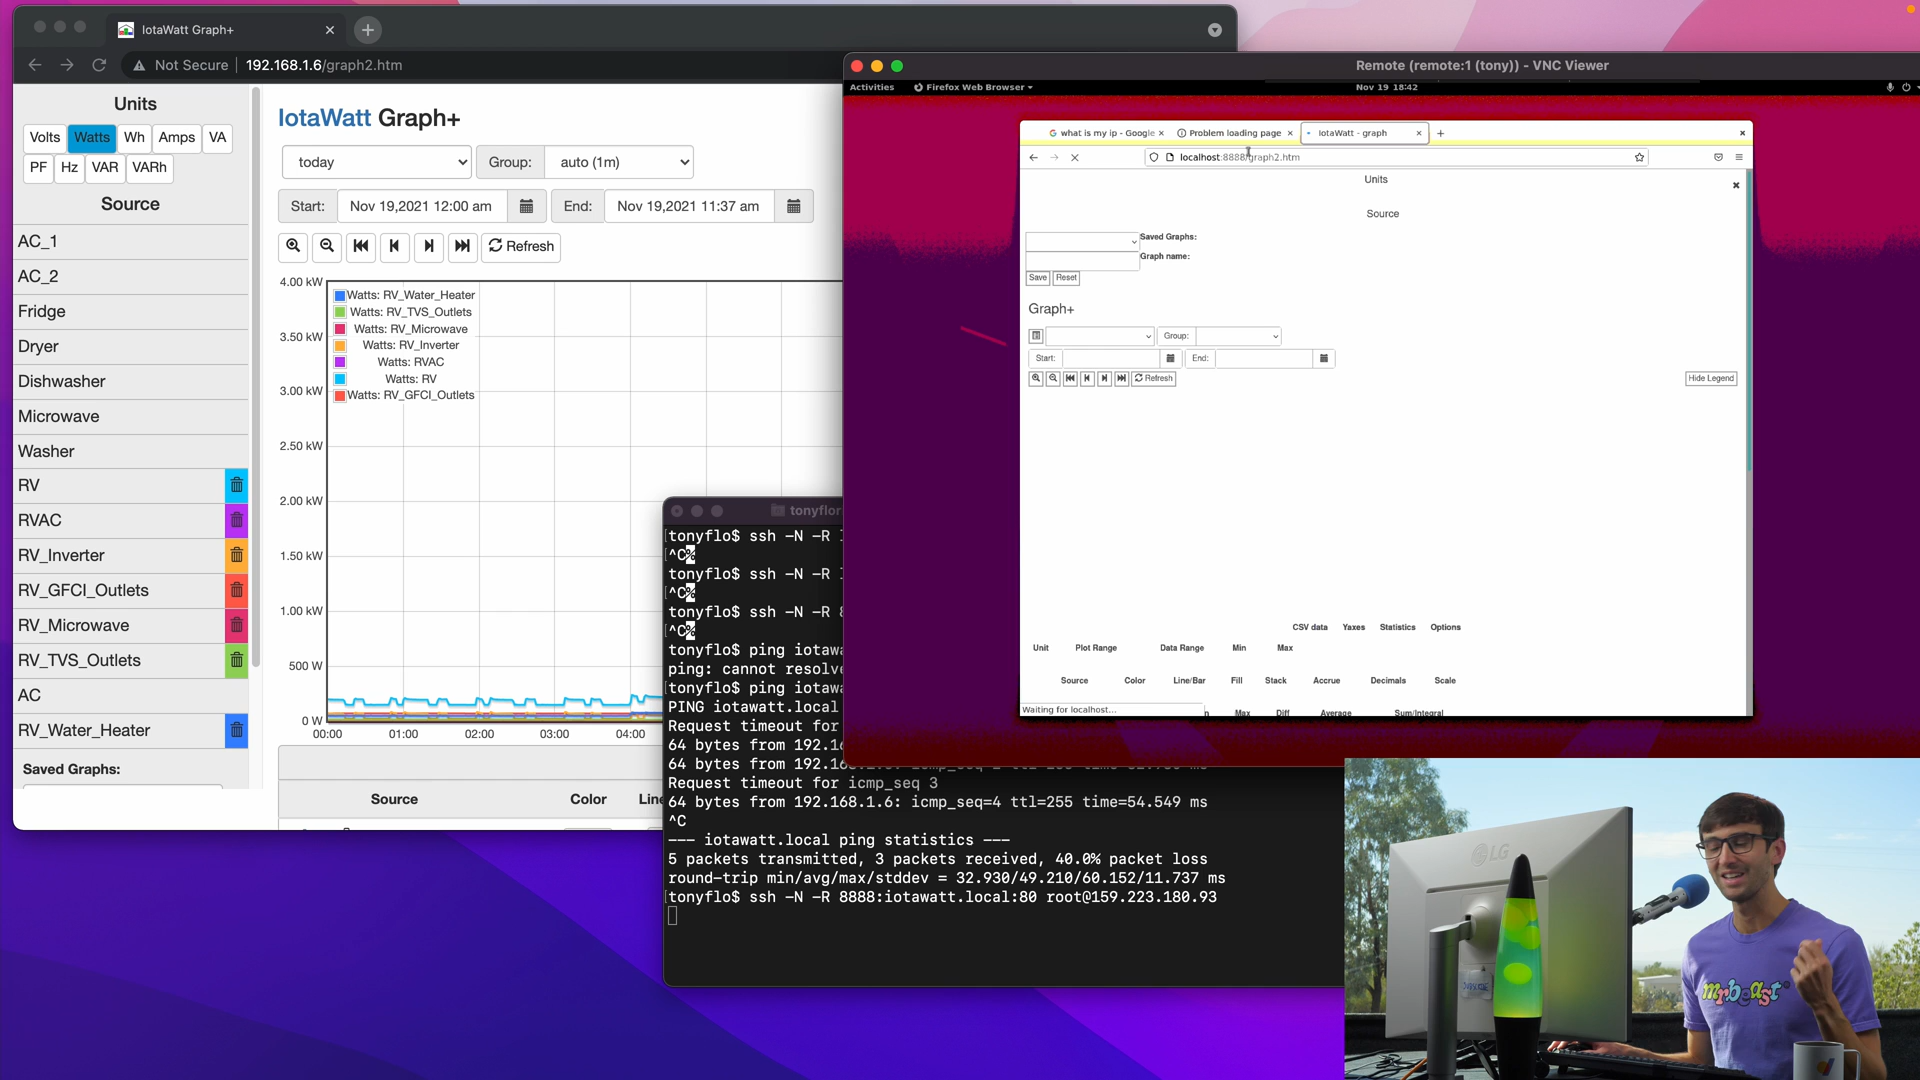 IotaWatt Graph+
Not Secure | 192.168.1.6/graph2.htm
Units
Volts Watts Wh Amps VA
PF Hz VAR VARh
Source
AC_1
AC_2
Fridge
Dryer
Dishwasher
Microwave
Washer
RV
RVAC
RV_Inverter
RV_GFCI_Outlets
RV_Microwave
RV_TVS_Outlets
AC
RV_Water_Heater
Saved Graphs:
IotaWatt Graph+
today Group: auto (1m)
Start: Nov 19,2021 12:00 am End: Nov 19,2021 11:37 am
Refresh
4.00 kW
3.50 kW
3.00 kW
2.50 kW
2.00 kW
1.50 kW
1.00 kW
500 W
0 W
Watts: RV_Water_Heater
Watts: RV_TVS_Outlets
Watts: RV_Microwave
Watts: RV_Inverter
Watts: RVAC
Watts: RV
Watts: RV_GFCI_Outlets
00:00 01:00 02:00 03:00 04:00
Source Color
tonyflo$ ssh -N -R
^C%
tonyflo$ ssh -N -R
^C%
tonyflo$ ssh -N -R 8
^C%
tonyflo$ ping iotawa
ping: cannot resolve
tonyflo$ ping iotawa
PING iotawatt.local
Request timeout for
64 bytes from 192.16
64 bytes from 192.168.1.6: icmp_seq
Request timeout for icmp_seq 3
64 bytes from 192.168.1.6: icmp_seq=4 ttl=255 time=54.549 ms
^C
--- iotawatt.local ping statistics ---
5 packets transmitted, 3 packets received, 40.0% packet loss
round-trip min/avg/max/stddev = 32.930/49.210/60.152/11.737 ms
tonyflo$ ssh -N -R 8888:iotawatt.local:80 root@159.223.180.93
Remote (remote:1 (tony)) - VNC Viewer
Activities Firefox Web Browser Nov 19 18:42
what is my ip - Google Problem loading page IotaWatt - graph
localhost:8888/graph2.htm
Units
Source
Saved Graphs:
Graph name:
Save Reset
Graph+
Group:
Start: End:
Refresh Hide Legend
CSV data Yaxes Statistics Options
Unit Plot Range Data Range Min Max
Source Color Line/Bar Fill Stack Accrue Decimals Scale
Waiting for localhost... Max Diff Average Sum/Integral
LG
mrbeast